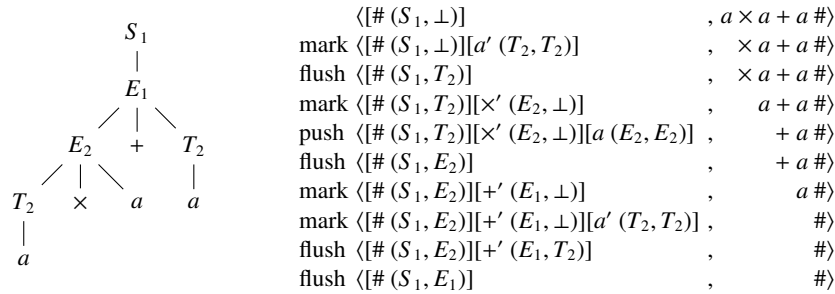 S₁
E₁
E₂ + T₂
T₂ × a a
a
⟨[# (S₁, ⊥)] , a × a + a #⟩
mark ⟨[# (S₁, ⊥)][a′ (T₂, T₂)] , × a + a #⟩
flush ⟨[# (S₁, T₂)] , × a + a #⟩
mark ⟨[# (S₁, T₂)][×′ (E₂, ⊥)] , a + a #⟩
push ⟨[# (S₁, T₂)][×′ (E₂, ⊥)][a (E₂, E₂)] , + a #⟩
flush ⟨[# (S₁, E₂)] , + a #⟩
mark ⟨[# (S₁, E₂)][+′ (E₁, ⊥)] , a #⟩
mark ⟨[# (S₁, E₂)][+′ (E₁, ⊥)][a′ (T₂, T₂)] , #⟩
flush ⟨[# (S₁, E₂)][+′ (E₁, T₂)] , #⟩
flush ⟨[# (S₁, E₁)] , #⟩